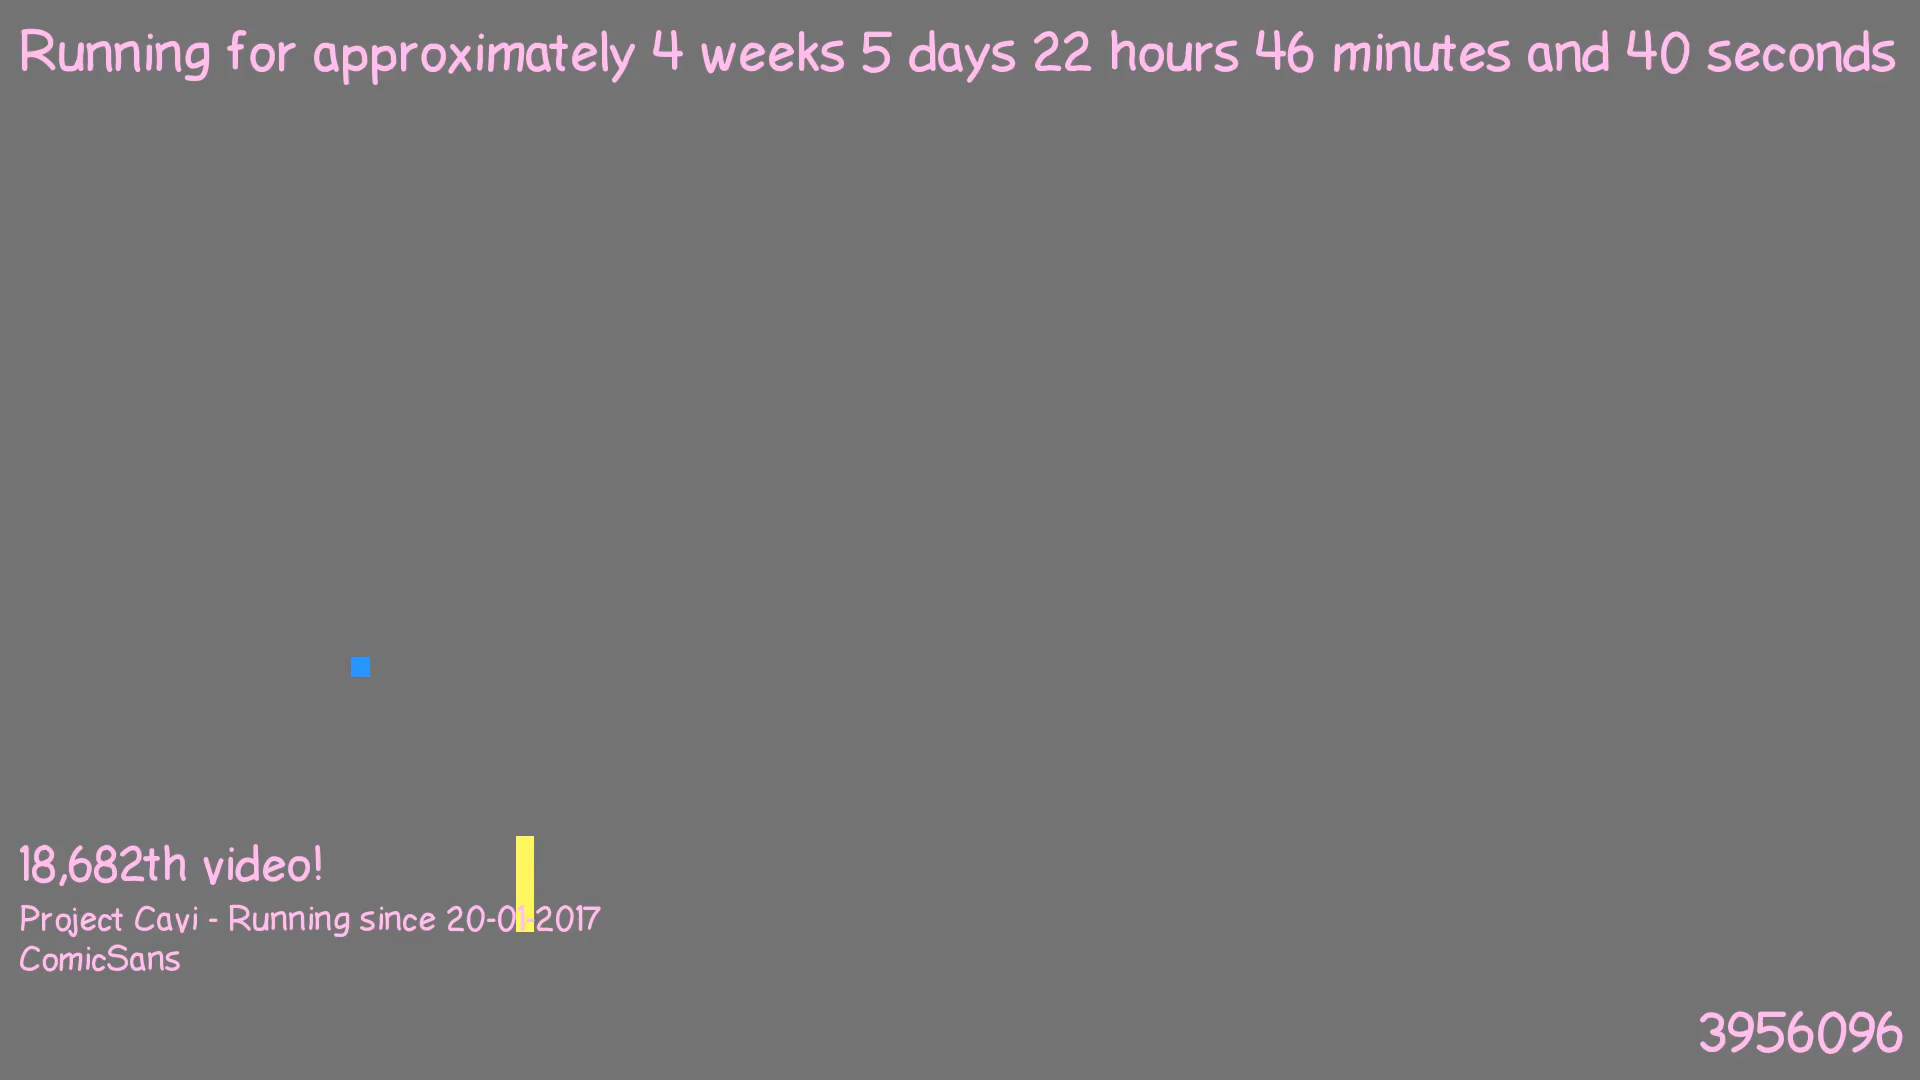 Running for approximately 4 weeks 5 days 22 hours 46 minutes and 40 seconds
18,682th video!
Project Cavi - Running since 20-01-2017
ComicSans
3956096